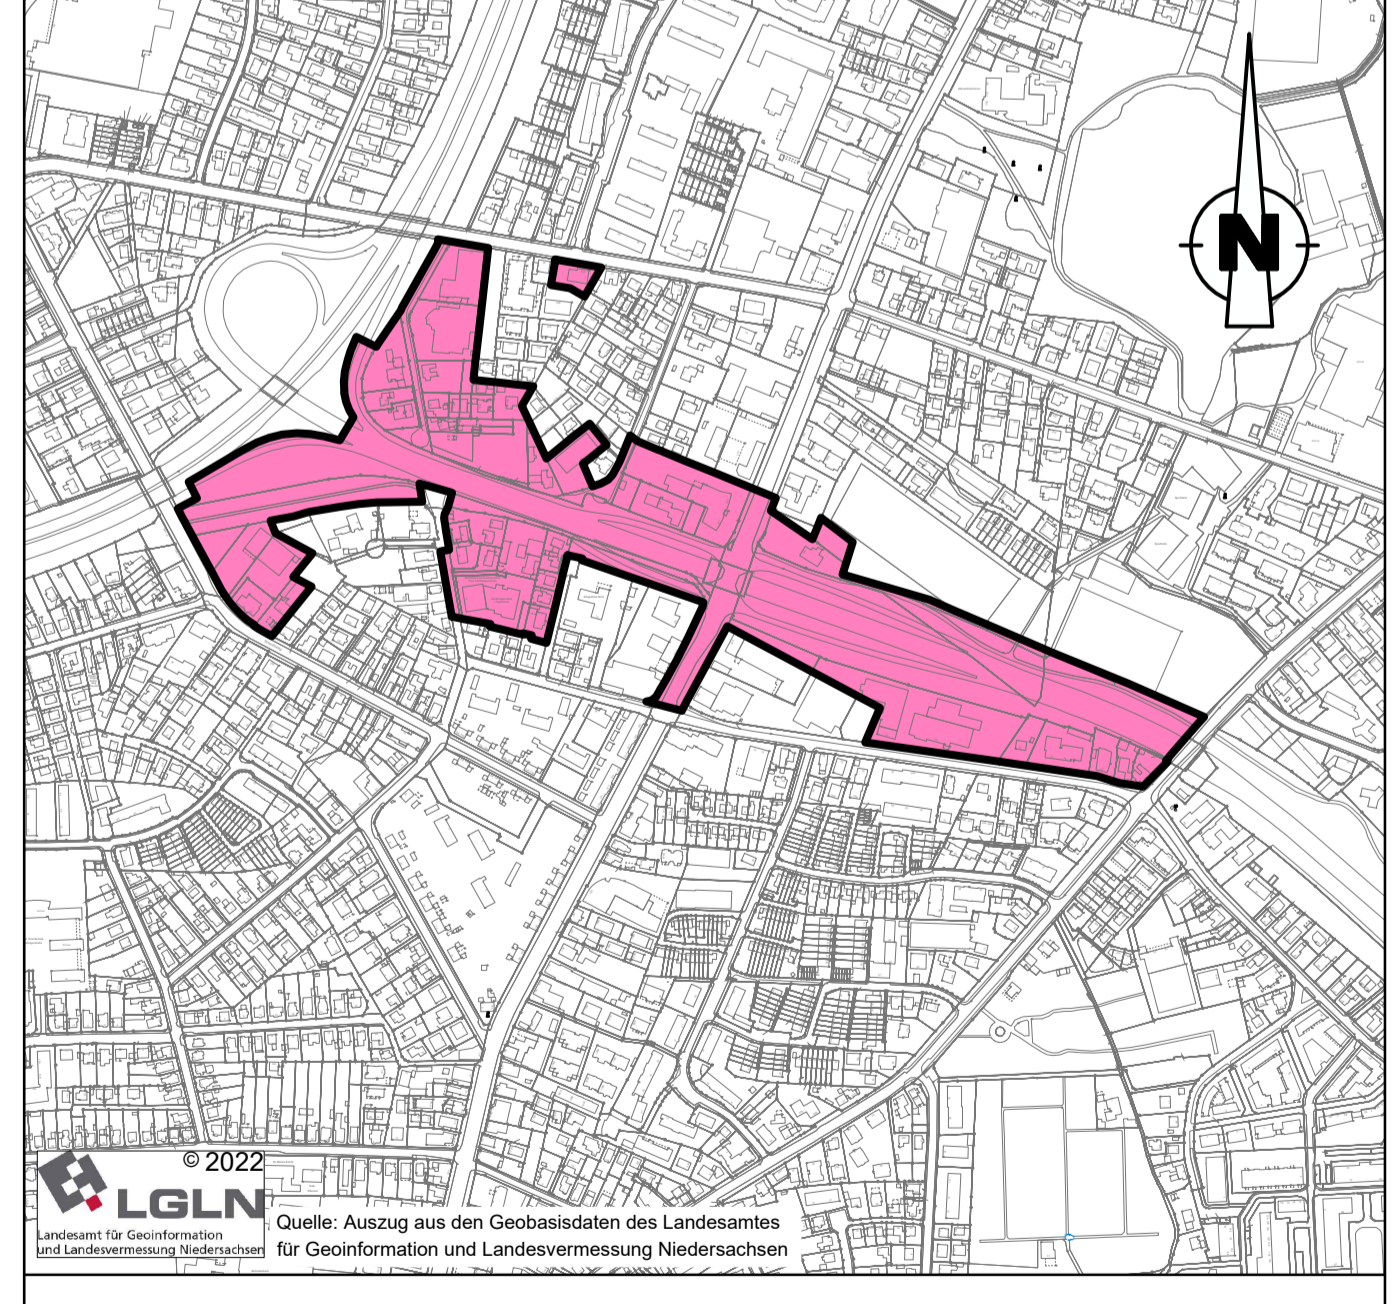 N
© 2022
LGLN
Landesamt für Geoinformation
und Landesvermessung Niedersachsen
Quelle: Auszug aus den Geobasisdaten des Landesamtes
für Geoinformation und Landesvermessung Niedersachsen